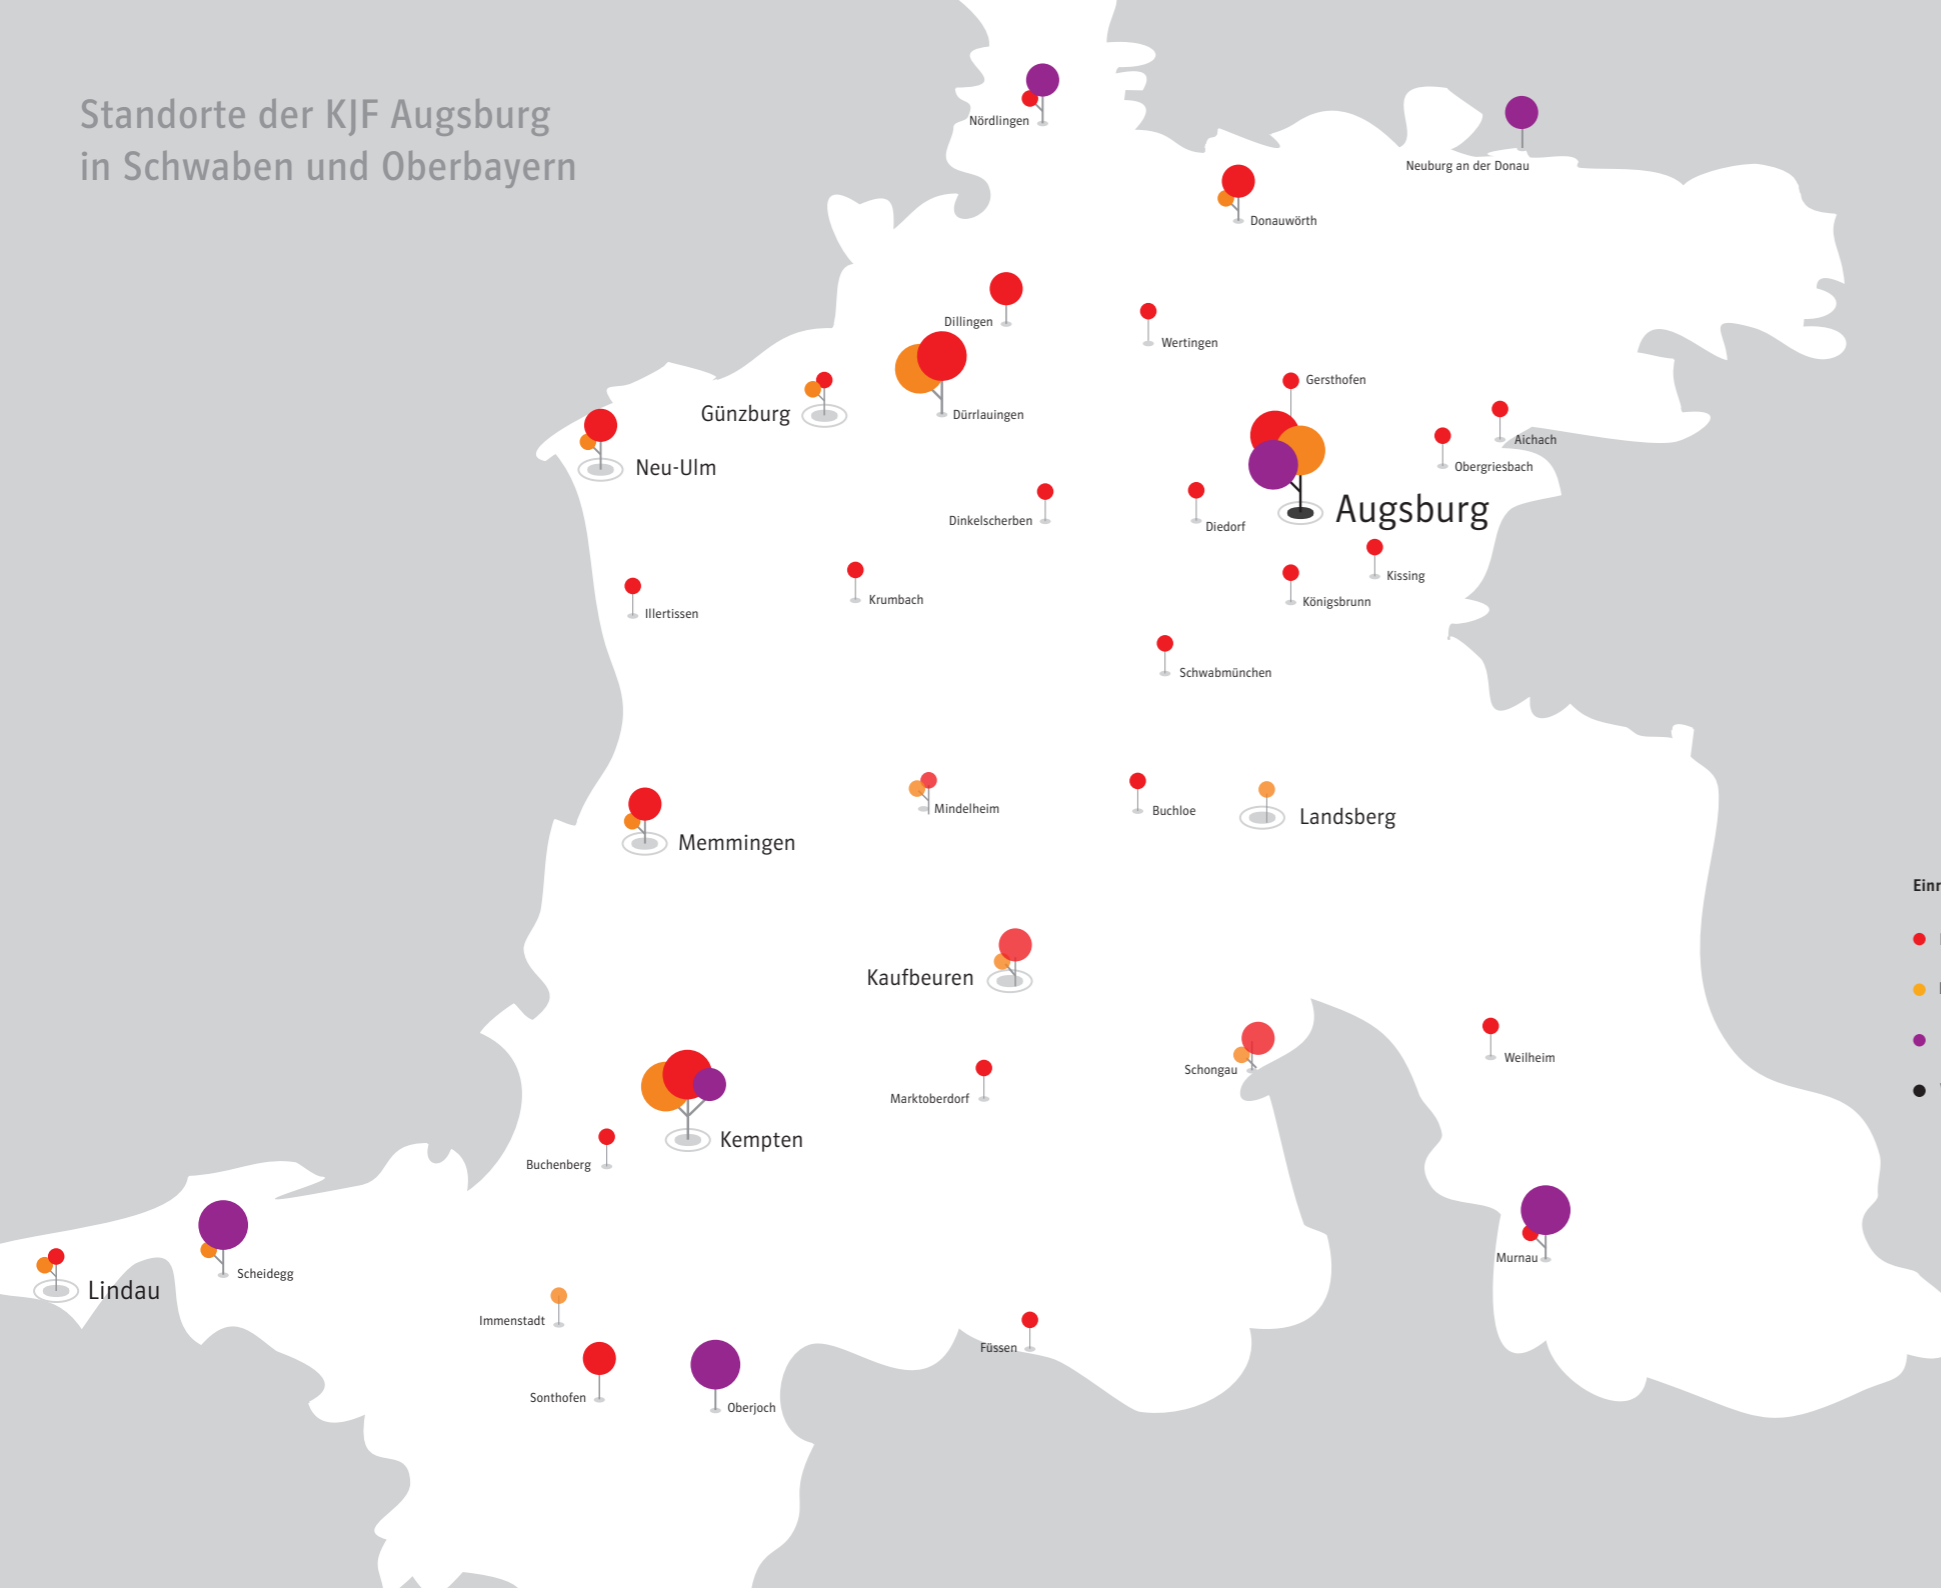 Standorte der KJF Augsburg
in Schwaben und Oberbayern
Nördlingen
Neuburg an der Donau
Donauwörth
Dillingen
Wertingen
Gersthofen
Günzburg
Dürrlauingen
Aichach
Neu-Ulm
Obergriesbach
Augsburg
Dinkelscherben
Diedorf
Kissing
Illertissen
Krumbach
Königsbrunn
Schwabmünchen
Mindelheim
Buchloe
Landsberg
Memmingen
Einr
Kaufbeuren
Schongau
Weilheim
Marktoberdorf
Kempten
Buchenberg
Murnau
Scheidegg
Lindau
Immenstadt
Füssen
Sonthofen
Oberjoch